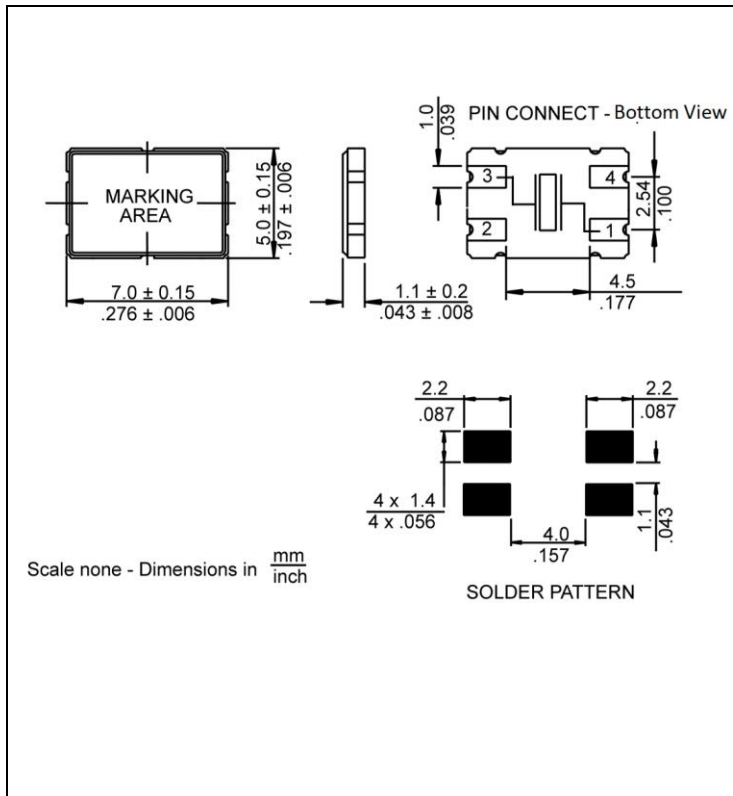 PIN CONNECT - Bottom View
1.0
.039
MARKING
AREA
5.0 ± 0.15
.197 ± .006
7.0 ± 0.15
.276 ± .006
1.1 ± 0.2
.043 ± .008
3
4
2
1
2.54
.100
4.5
.177
2.2
.087
2.2
.087
4 x 1.4
4 x .056
4.0
.157
1.1
.043
Scale none - Dimensions in mm
inch
SOLDER PATTERN